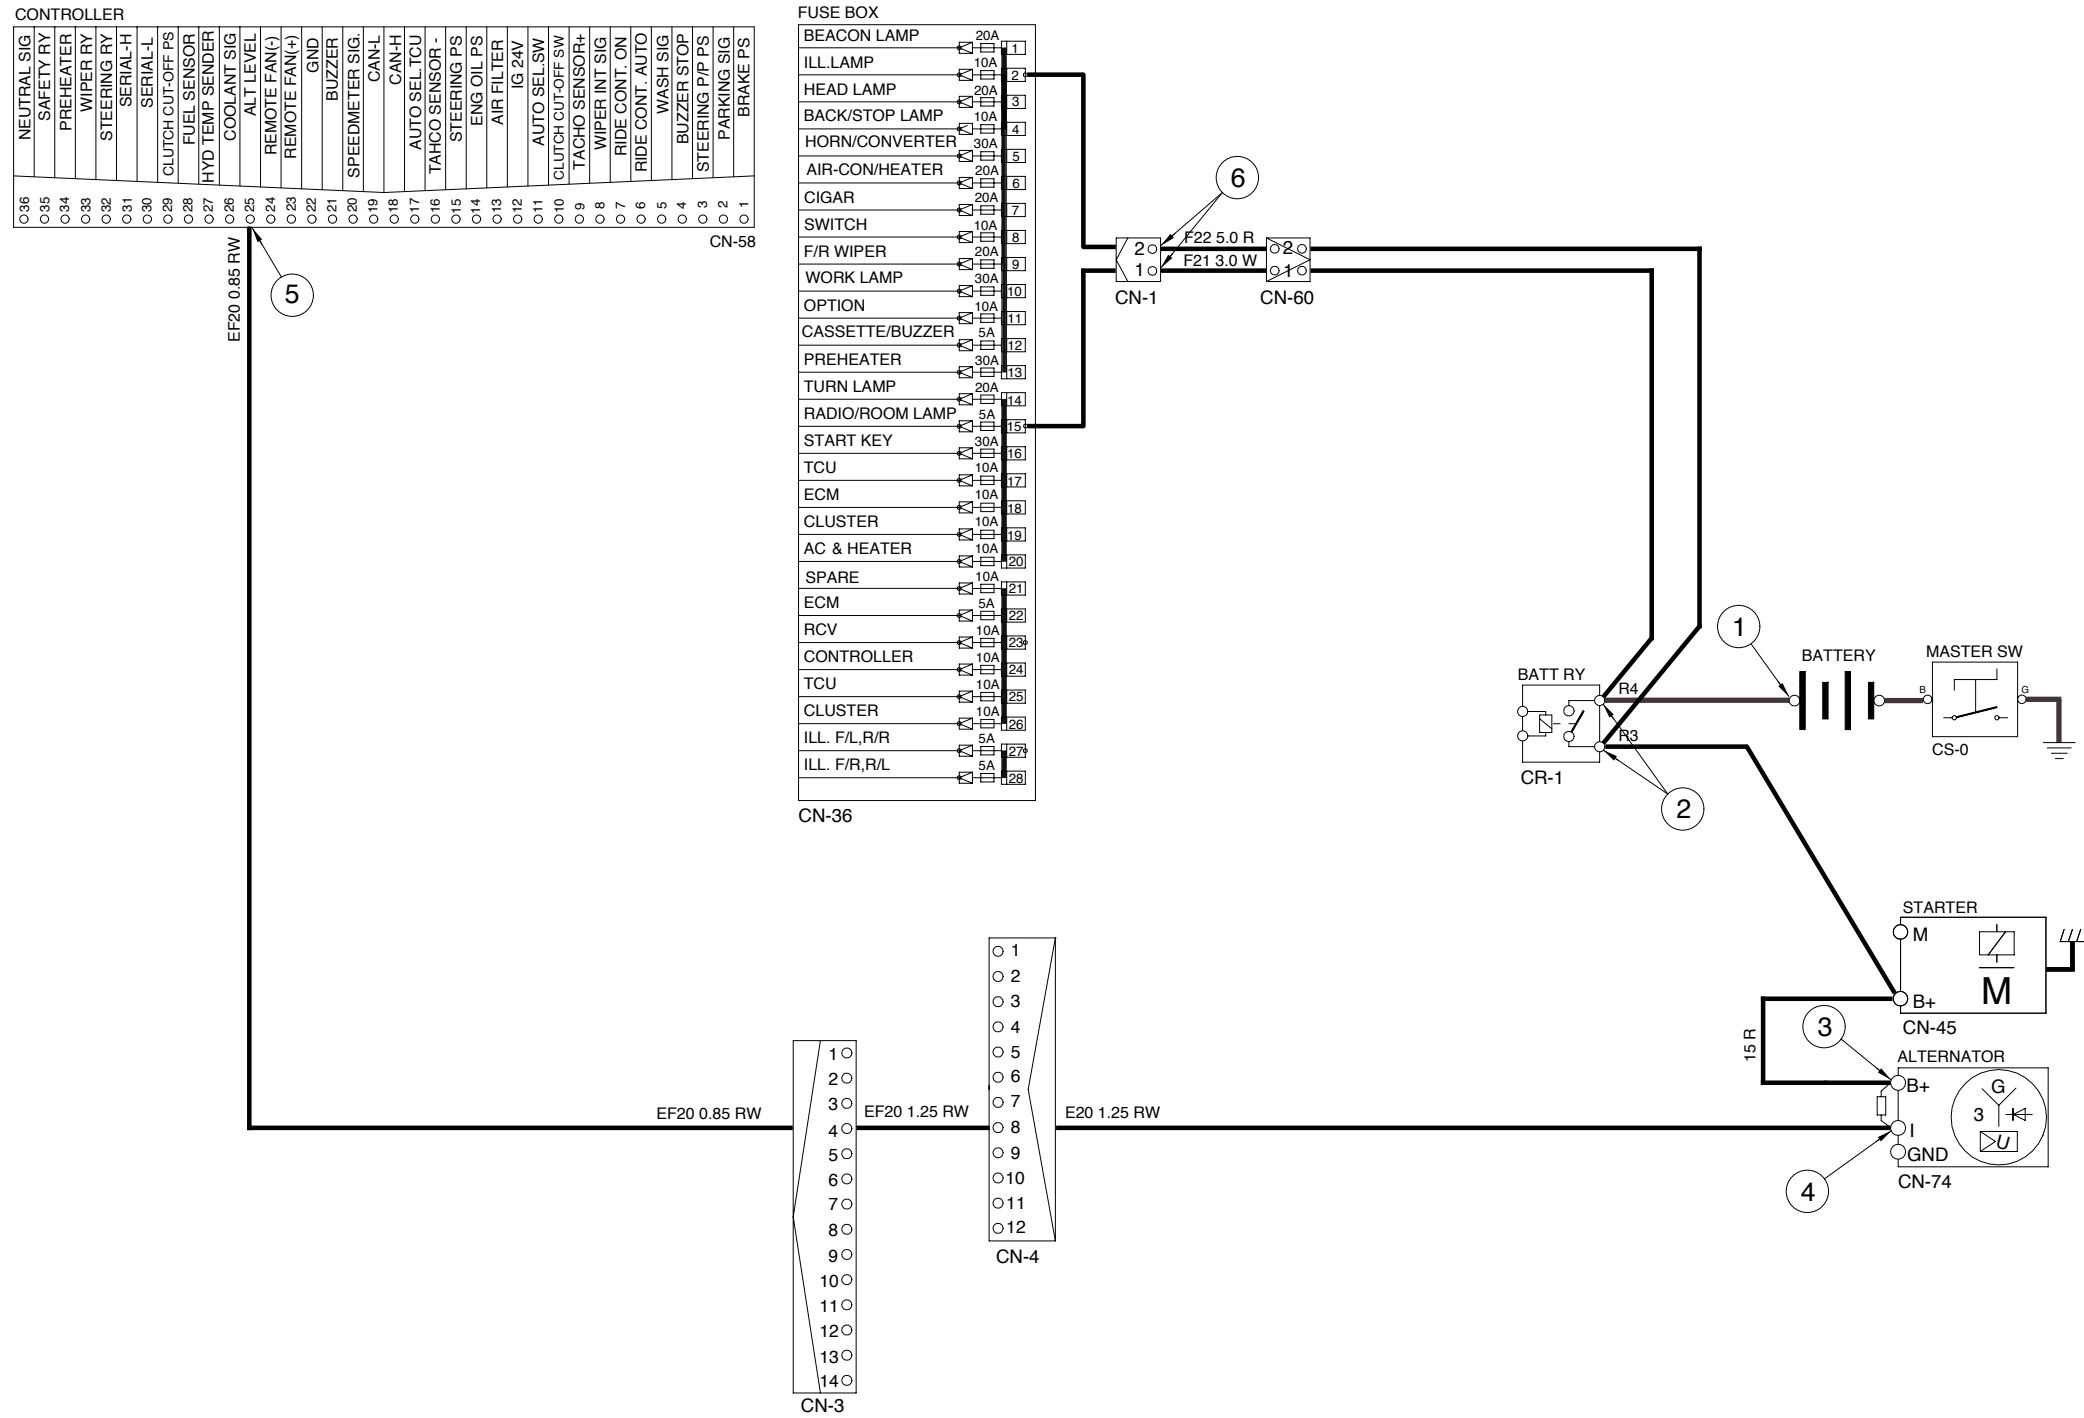 CONTROLLER
NEUTRAL SIG
SAFETY RY
PREHEATER
WIPER RY
STEERING RY
SERIAL-H
SERIAL-L
CLUTCH CUT-OFF PS
FUEL SENSOR
HYD TEMP SENDER
COOLANT SIG
ALT LEVEL
REMOTE FAN(-)
REMOTE FAN(+)
GND
BUZZER
SPEEDMETER SIG.
CAN-L
CAN-H
AUTO SEL.TCU
TAHCO SENSOR -
STEERING PS
ENG OIL PS
AIR FILTER
IG 24V
AUTO SEL.SW
CLUTCH CUT-OFF SW
TACHO SENSOR+
WIPER INT SIG
RIDE CONT. ON
RIDE CONT. AUTO
WASH SIG
BUZZER STOP
STEERING P/P PS
PARKING SIG
BRAKE PS
36 35 34 33 32 31 30 29 28 27 26 25 24 23 22 21 20 19 18 17 16 15 14 13 12 11 10 9 8 7 6 5 4 3 2 1
CN-58
EF20 0.85 RW
5
FUSE BOX
BEACON LAMP 20A 1
ILL.LAMP 10A 2
HEAD LAMP 20A 3
BACK/STOP LAMP 10A 4
HORN/CONVERTER 30A 5
AIR-CON/HEATER 20A 6
CIGAR 20A 7
SWITCH 10A 8
F/R WIPER 20A 9
WORK LAMP 30A 10
OPTION 10A 11
CASSETTE/BUZZER 5A 12
PREHEATER 30A 13
TURN LAMP 20A 14
RADIO/ROOM LAMP 5A 15
START KEY 30A 16
TCU 10A 17
ECM 10A 18
CLUSTER 10A 19
AC & HEATER 10A 20
SPARE 10A 21
ECM 5A 22
RCV 10A 23
CONTROLLER 10A 24
TCU 10A 25
CLUSTER 10A 26
ILL. F/L,R/R 5A 27
ILL. F/R,R/L 5A 28
CN-36
6
2
1
CN-1
F22 5.0 R
F21 3.0 W
2
1
CN-60
1
BATT RY
R4
R3
CR-1
2
BATTERY
MASTER SW
B
G
CS-0
STARTER
M
M
B+
CN-45
15 R
3
ALTERNATOR
B+
G
3
U
I
GND
CN-74
4
EF20 0.85 RW
1
2
3
4
5
6
7
8
9
10
11
12
13
14
CN-3
EF20 1.25 RW
1
2
3
4
5
6
7
8
9
10
11
12
CN-4
E20 1.25 RW